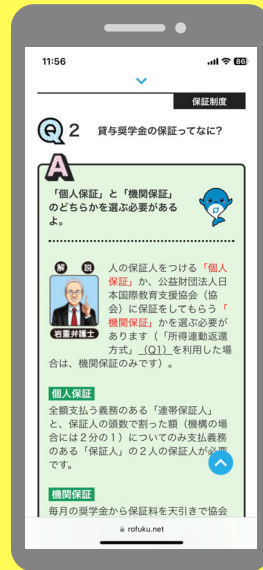 11:56
86
保証制度
Q2 貸与奨学金の保証ってなに?
A
「個人保証」と「機関保証」
のどちらかを選ぶ必要がある
よ。
解説
岩重弁護士
人の保証人をつける「個人
保証」か、公益財団法人日
本国際教育支援協会（協
会）に保証をしてもらう「
機関保証」かを選ぶ必要が
あります（「所得連動返還
方式」（Q1）を利用した場
合は、機関保証のみです）。
個人保証
全額支払う義務のある「連帯保証人」
と、保証人の頭数で割った額（機構の場
合には２分の１）についてのみ支払義務
のある「保証人」の２人の保証人が必要
です。
機関保証
毎月の奨学金から保証料を天引きで協会
rofuku.net